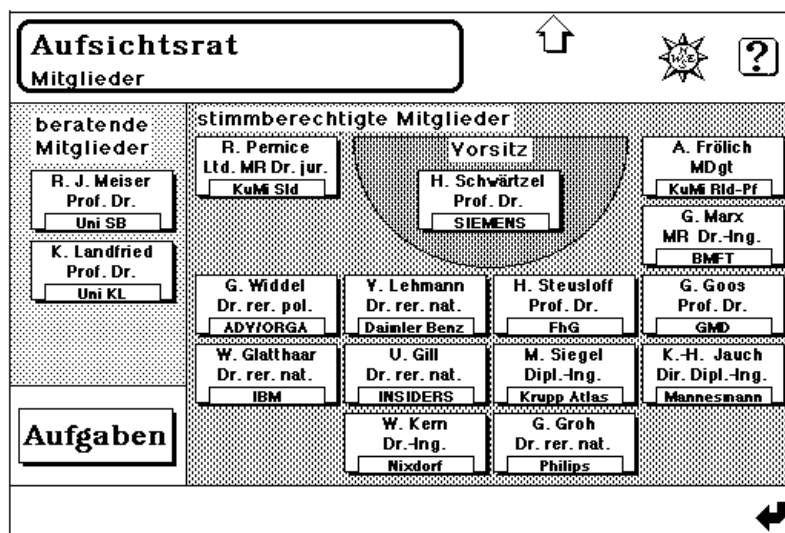 Aufsichtsrat
Mitglieder
N
W E
S
?
beratende
Mitglieder
R. J. Meiser
Prof. Dr.
Uni SB
K. Landfried
Prof. Dr.
Uni KL
Aufgaben
stimmberechtigte Mitglieder
R. Pernice
Ltd. MR Dr. jur.
KuMi Sld
Vorsitz
H. Schwärtzel
Prof. Dr.
SIEMENS
A. Frölich
MDgt
KuMi Rld-Pf
G. Marx
MR Dr.-Ing.
BMFT
G. Widdel
Dr. rer. pol.
ADV/ORGA
V. Lehmann
Dr. rer. nat.
Daimler Benz
H. Steusloff
Prof. Dr.
FhG
G. Goos
Prof. Dr.
GMD
W. Glatthaar
Dr. rer. nat.
IBM
U. Gill
Dr. rer. nat.
INSIDERS
M. Siegel
Dipl.-Ing.
Krupp Atlas
K.-H. Jauch
Dir. Dipl.-Ing.
Mannesmann
W. Kern
Dr.-Ing.
Nixdorf
G. Groh
Dr. rer. nat.
Philips